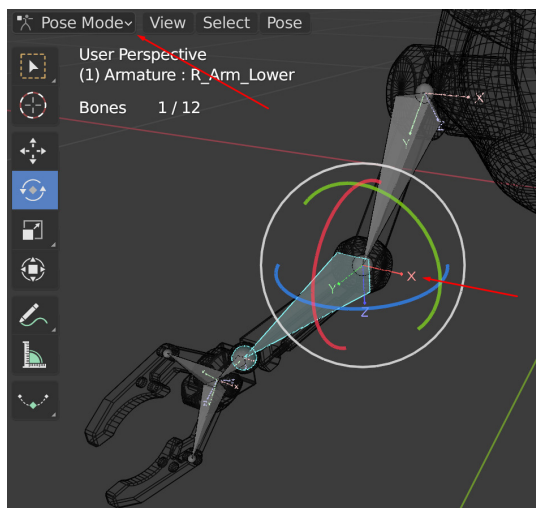 Pose Mode View Select Pose
User Perspective
(1) Armature : R_Arm_Lower
Bones 1 / 12
X
Y
Z
X
Y
Z